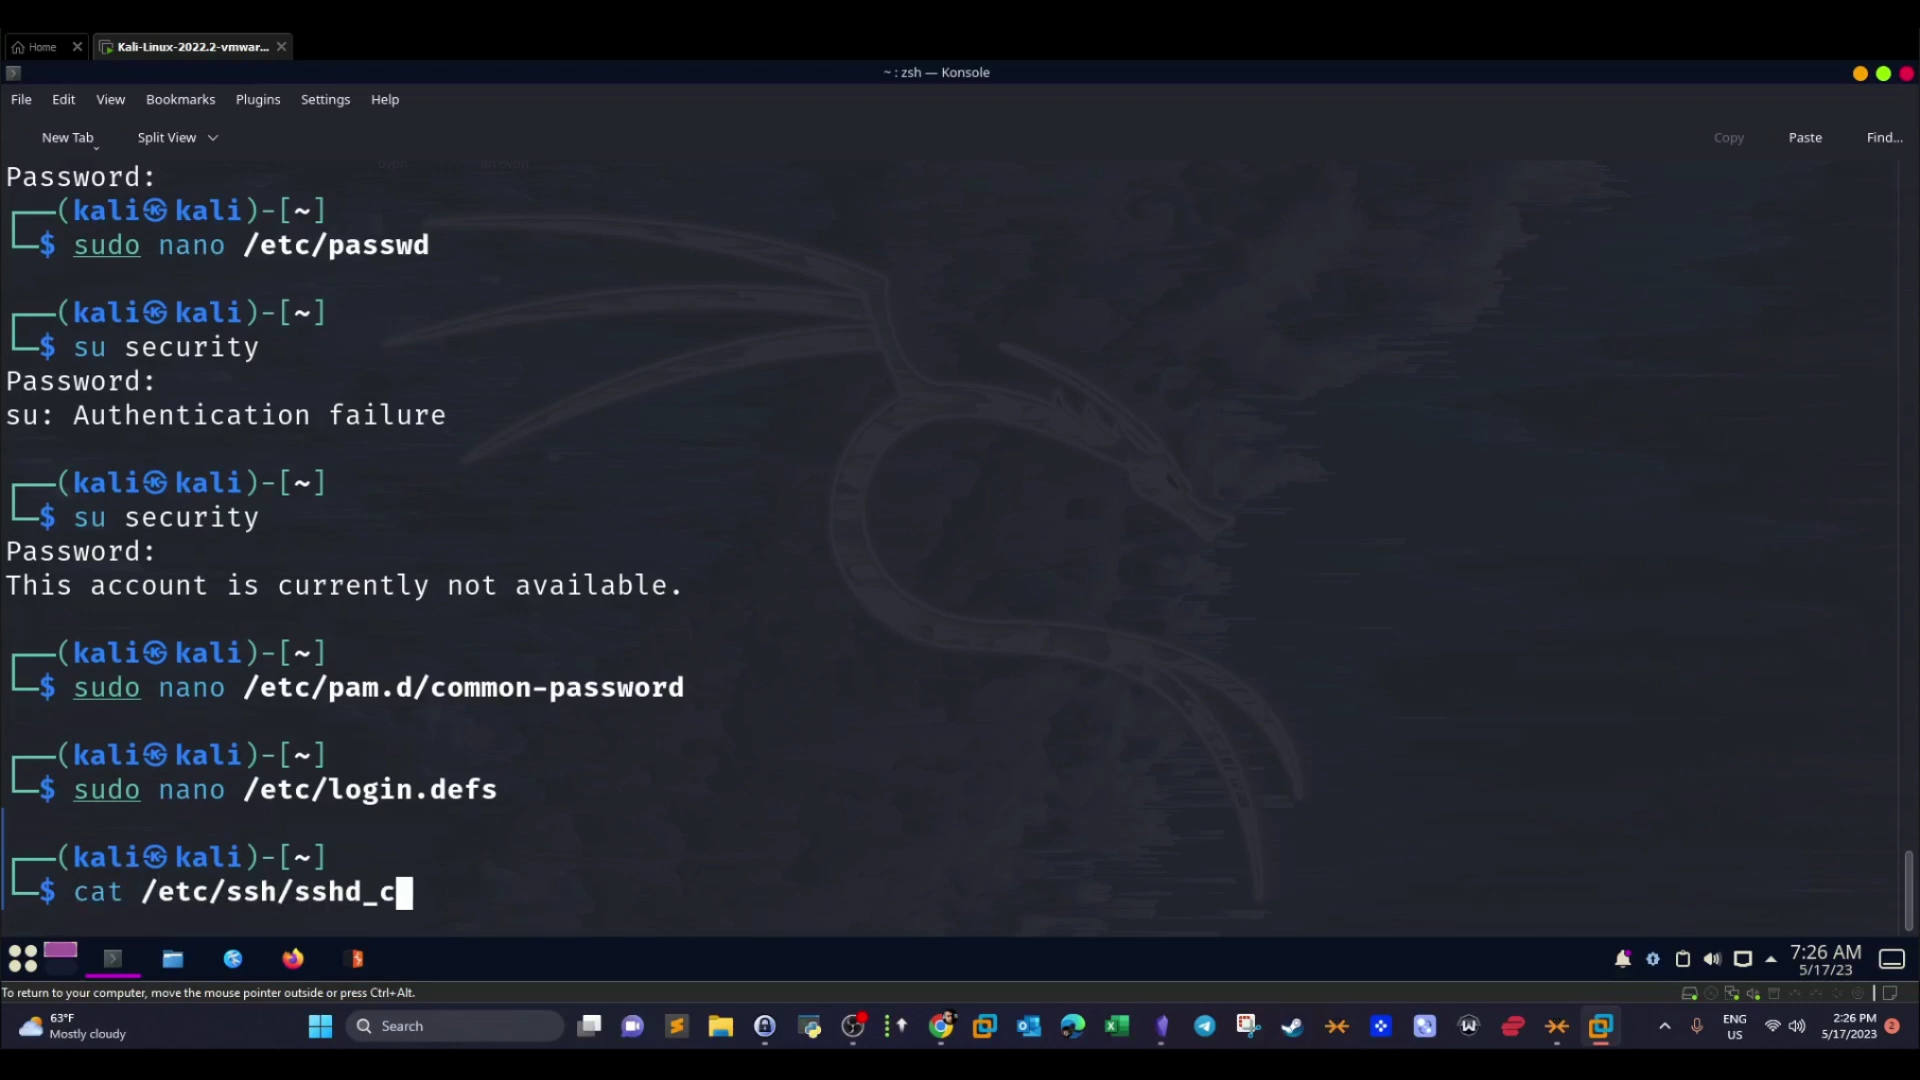 Home
Kali-Linux-2022.2-vmwar...
~ : zsh — Konsole
File Edit View Bookmarks Plugins Settings Help
New Tab Split View Copy Paste Find...
Password:
┌──(kali㉿kali)-[~]
└─$ sudo nano /etc/passwd
┌──(kali㉿kali)-[~]
└─$ su security
Password:
su: Authentication failure
┌──(kali㉿kali)-[~]
└─$ su security
Password:
This account is currently not available.
┌──(kali㉿kali)-[~]
└─$ sudo nano /etc/pam.d/common-password
┌──(kali㉿kali)-[~]
└─$ sudo nano /etc/login.defs
┌──(kali㉿kali)-[~]
└─$ cat /etc/ssh/sshd_c
7:26 AM
5/17/23
To return to your computer, move the mouse pointer outside or press Ctrl+Alt.
63°F
Mostly cloudy
Search
ENG
US
2:26 PM
5/17/2023
2